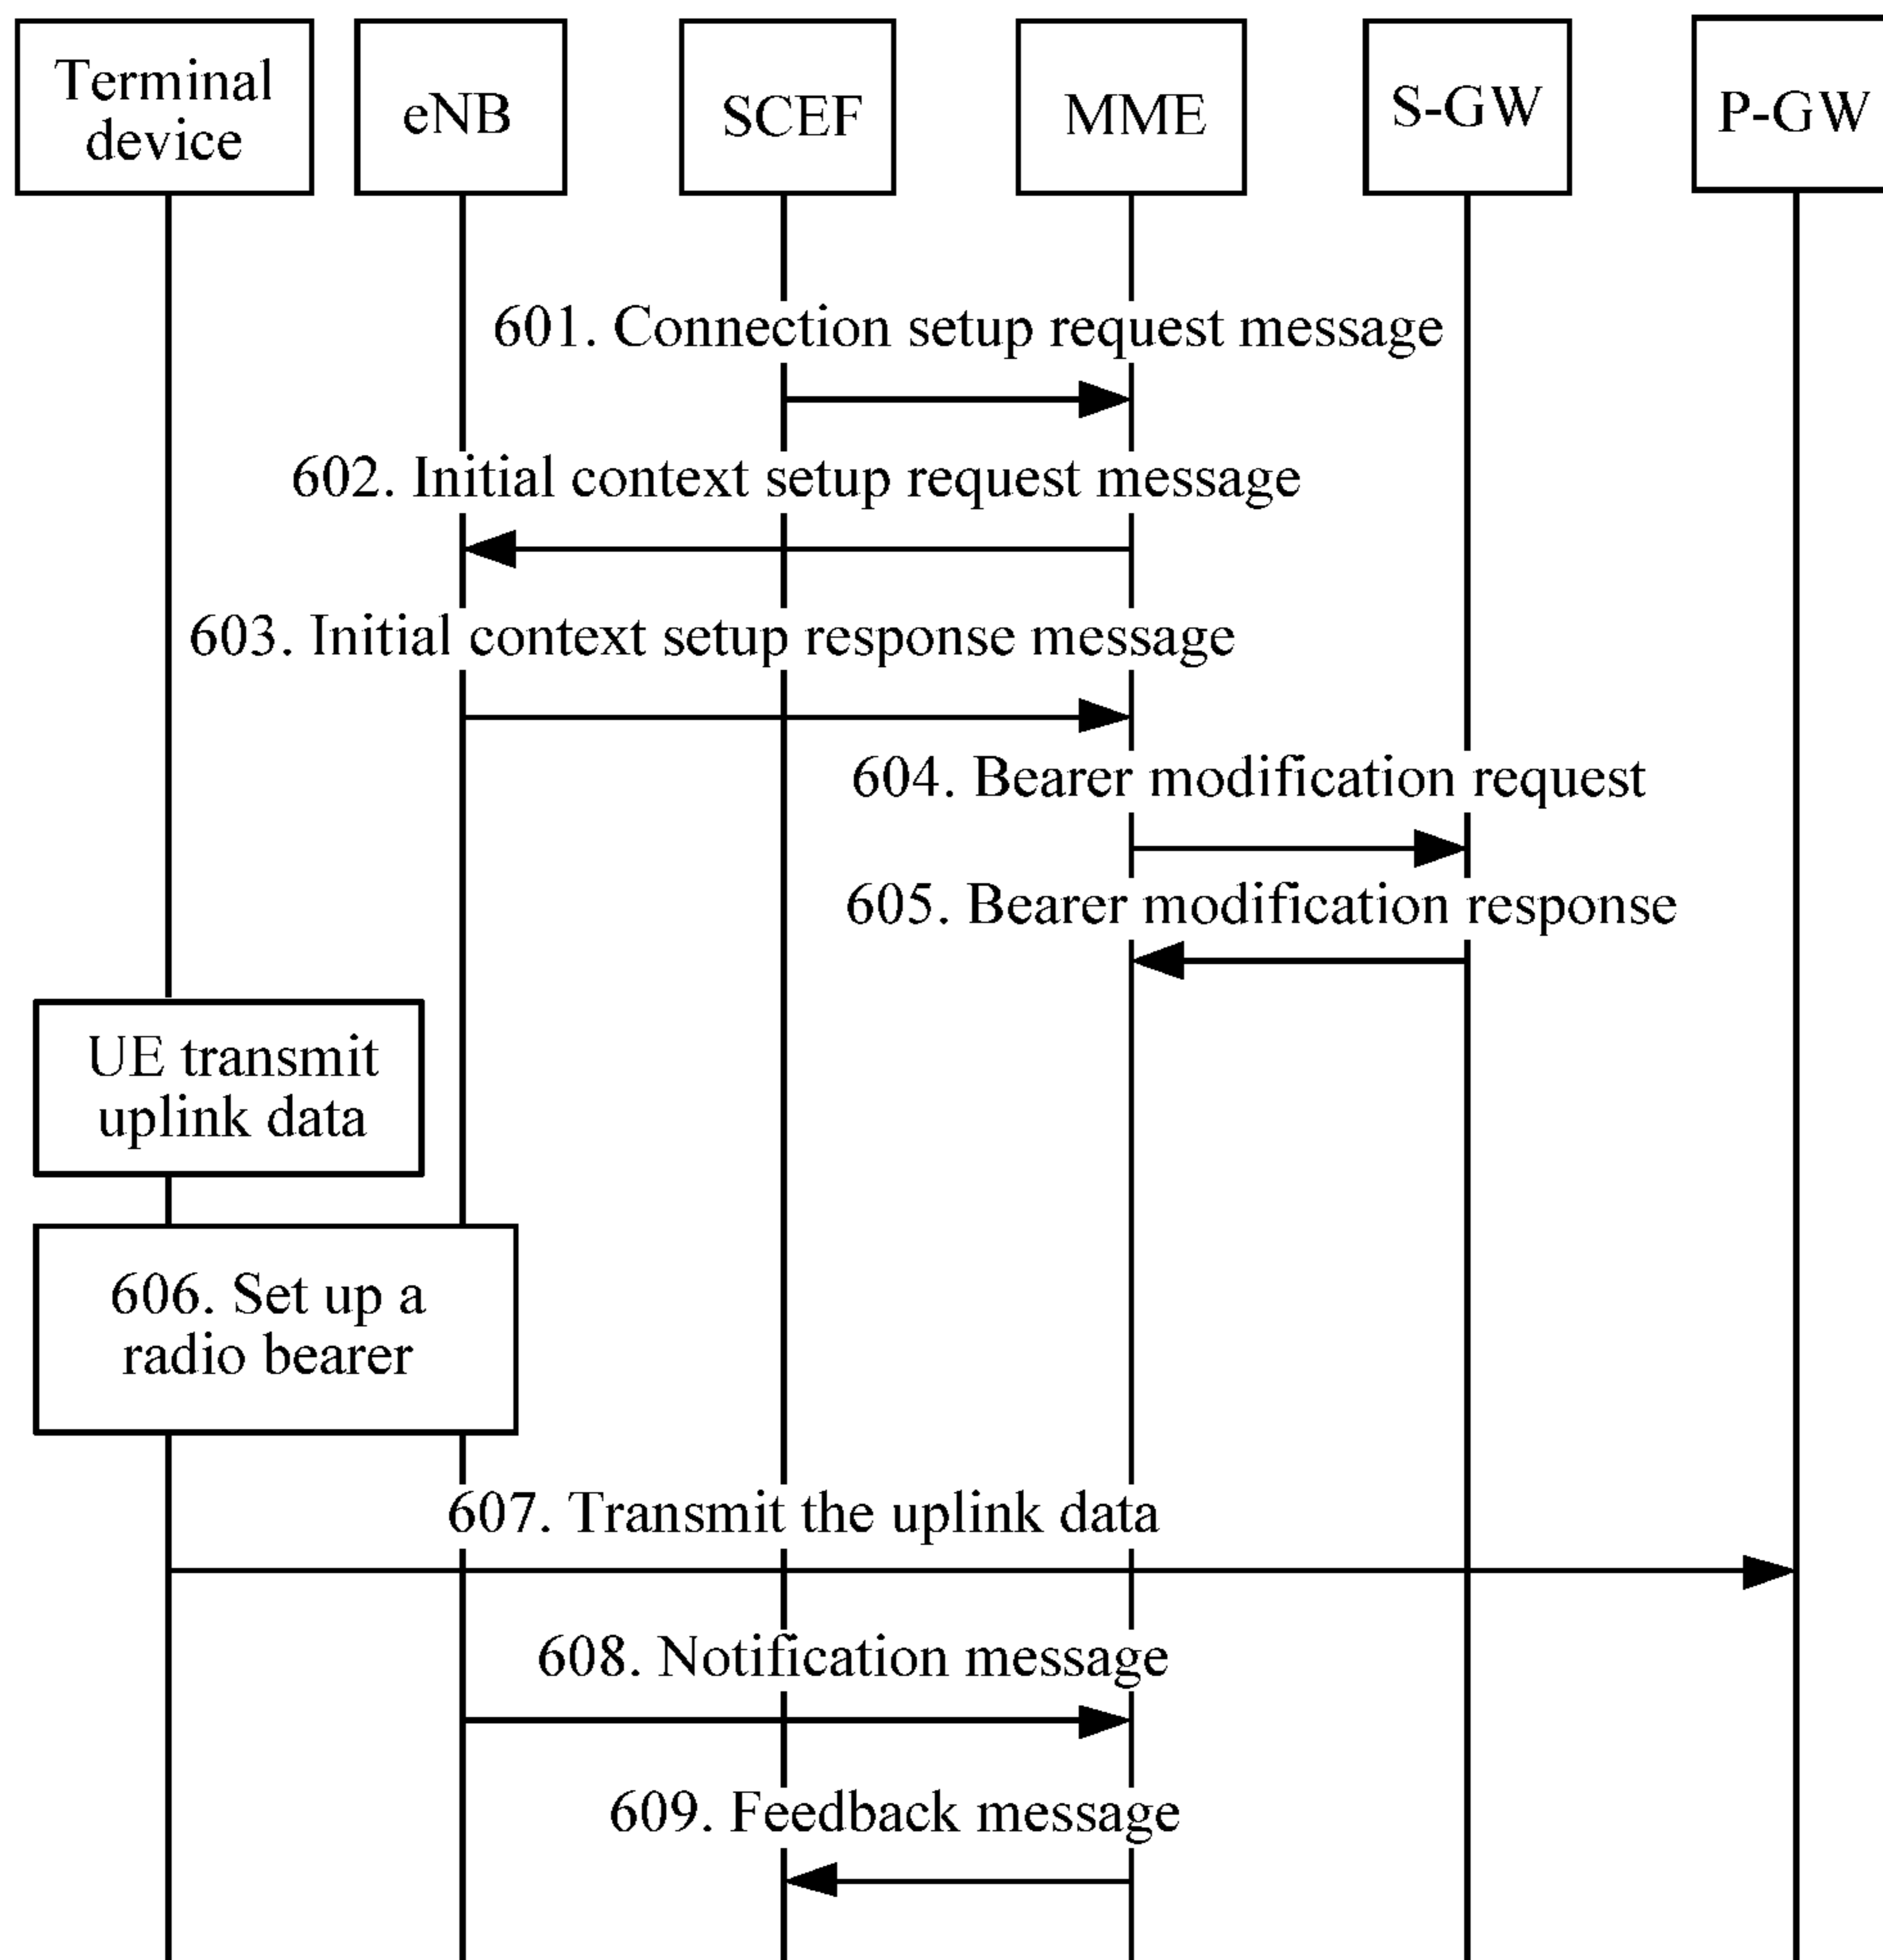 Terminal
device
eNB
SCEF
MME
S-GW
P-GW
601. Connection setup request message
602. Initial context setup request message
603. Initial context setup response message
604. Bearer modification request
605. Bearer modification response
UE transmit
uplink data
606. Set up a
radio bearer
607. Transmit the uplink data
608. Notification message
609. Feedback message